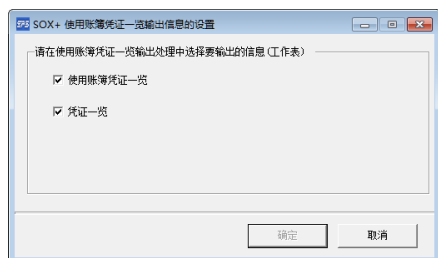 SPS SOX+ 使用账簿凭证一览输出信息的设置
请在使用账簿凭证一览输出处理中选择要输出的信息(工作表)
使用账簿凭证一览
凭证一览
确定
取消